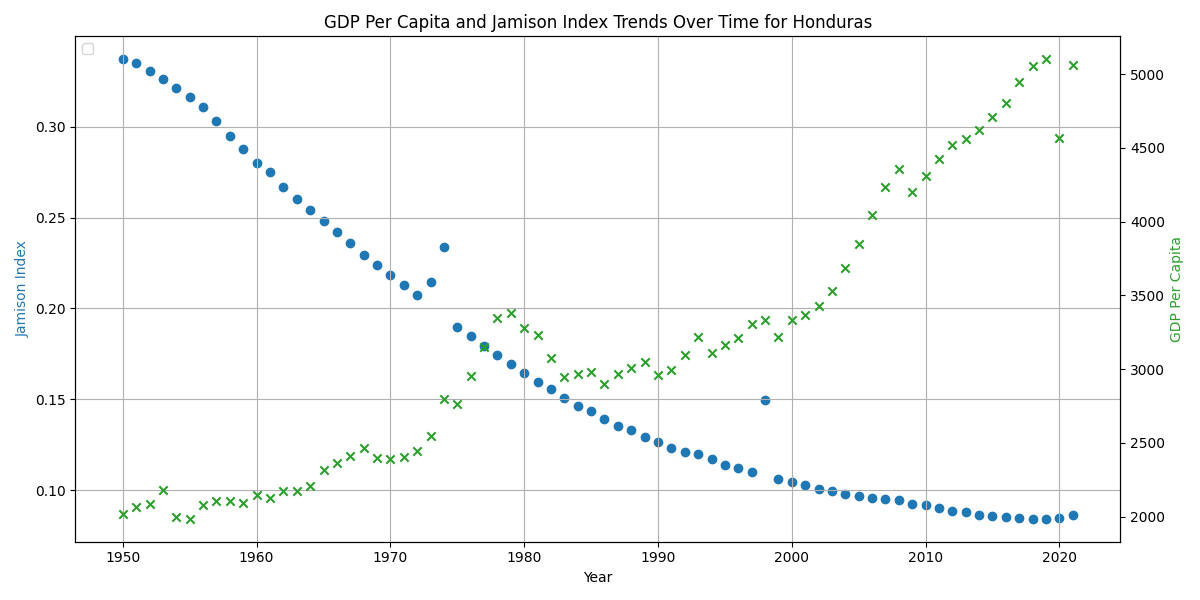 GDP Per Capita and Jamison Index Trends Over Time for Honduras
Jamison Index
0.30
0.25
0.20
0.15
0.10
5000
4500
4000
3500
3000
2500
2000
GDP Per Capita
1950 1960 1970 1980 1990 2000 2010 2020
Year